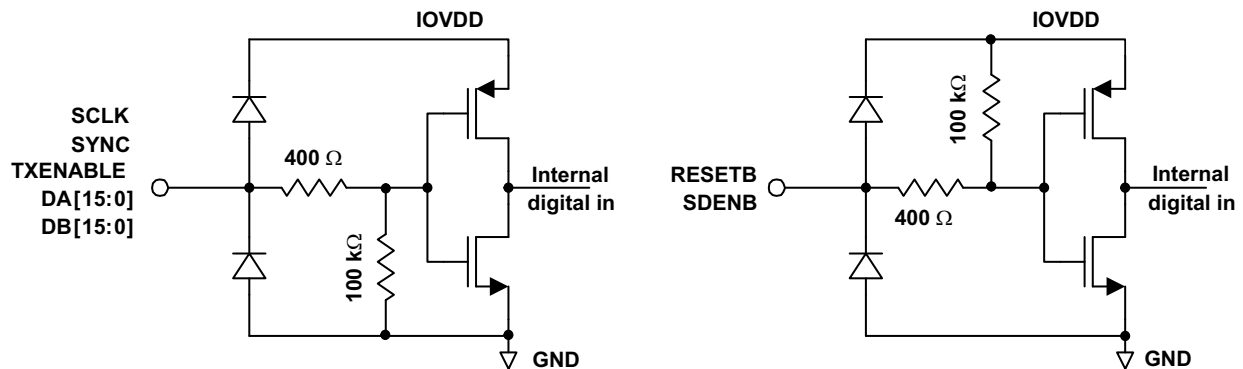 IOVDD
SCLK
SYNC
TXENABLE
DA[15:0]
DB[15:0]
400 Ω
100 kΩ
Internal
digital in
GND
IOVDD
100 kΩ
RESETB
SDENB
400 Ω
Internal
digital in
GND